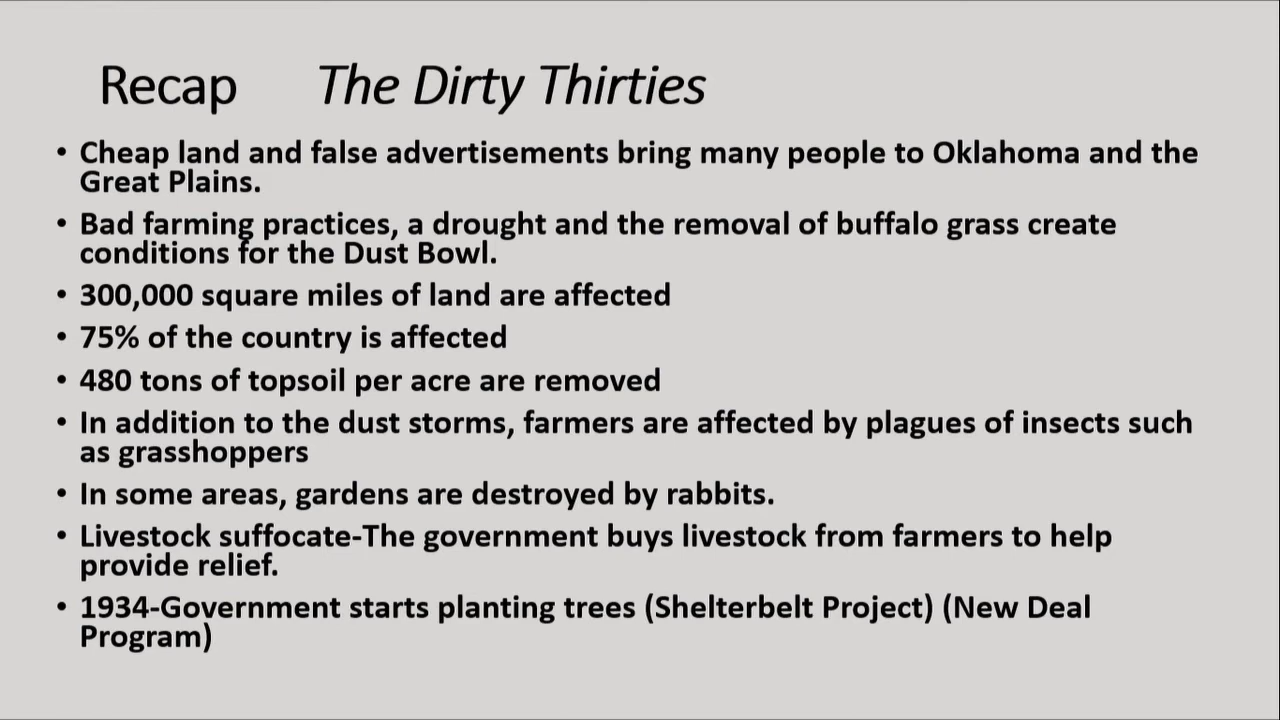 Recap The Dirty Thirties
• Cheap land and false advertisements bring many people to Oklahoma and the
Great Plains.
• Bad farming practices, a drought and the removal of buffalo grass create
conditions for the Dust Bowl.
• 300,000 square miles of land are affected
• 75% of the country is affected
• 480 tons of topsoil per acre are removed
• In addition to the dust storms, farmers are affected by plagues of insects such
as grasshoppers
• In some areas, gardens are destroyed by rabbits.
• Livestock suffocate-The government buys livestock from farmers to help
provide relief.
• 1934-Government starts planting trees (Shelterbelt Project) (New Deal
Program)